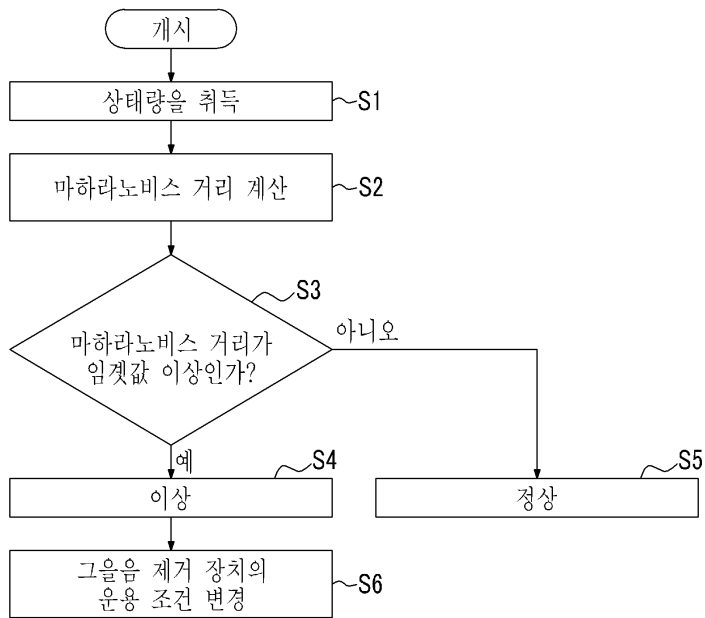 개시
상태량을 취득
S1
마하라노비스 거리 계산
S2
S3
마하라노비스 거리가
임곗값 이상인가?
아니오
예
S4
이상
S5
정상
그을음 제거 장치의
운용 조건 변경
S6